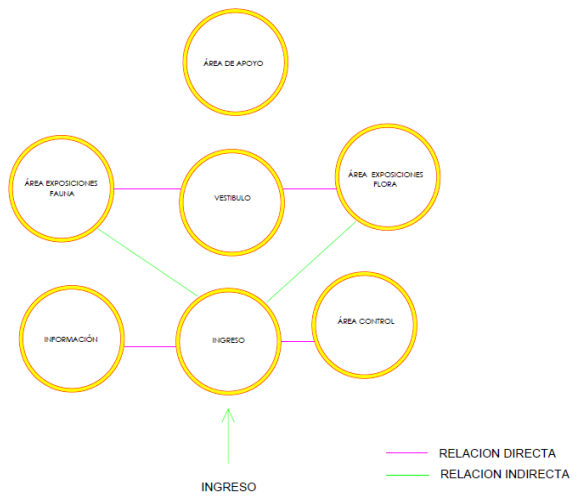 ÁREA DE APOYO
ÁREA EXPOSICIONES
FAUNA
VESTIBULO
ÁREA EXPOSICIONES
FLORA
INFORMACIÓN
INGRESO
ÁREA CONTROL
INGRESO
RELACION DIRECTA
RELACION INDIRECTA